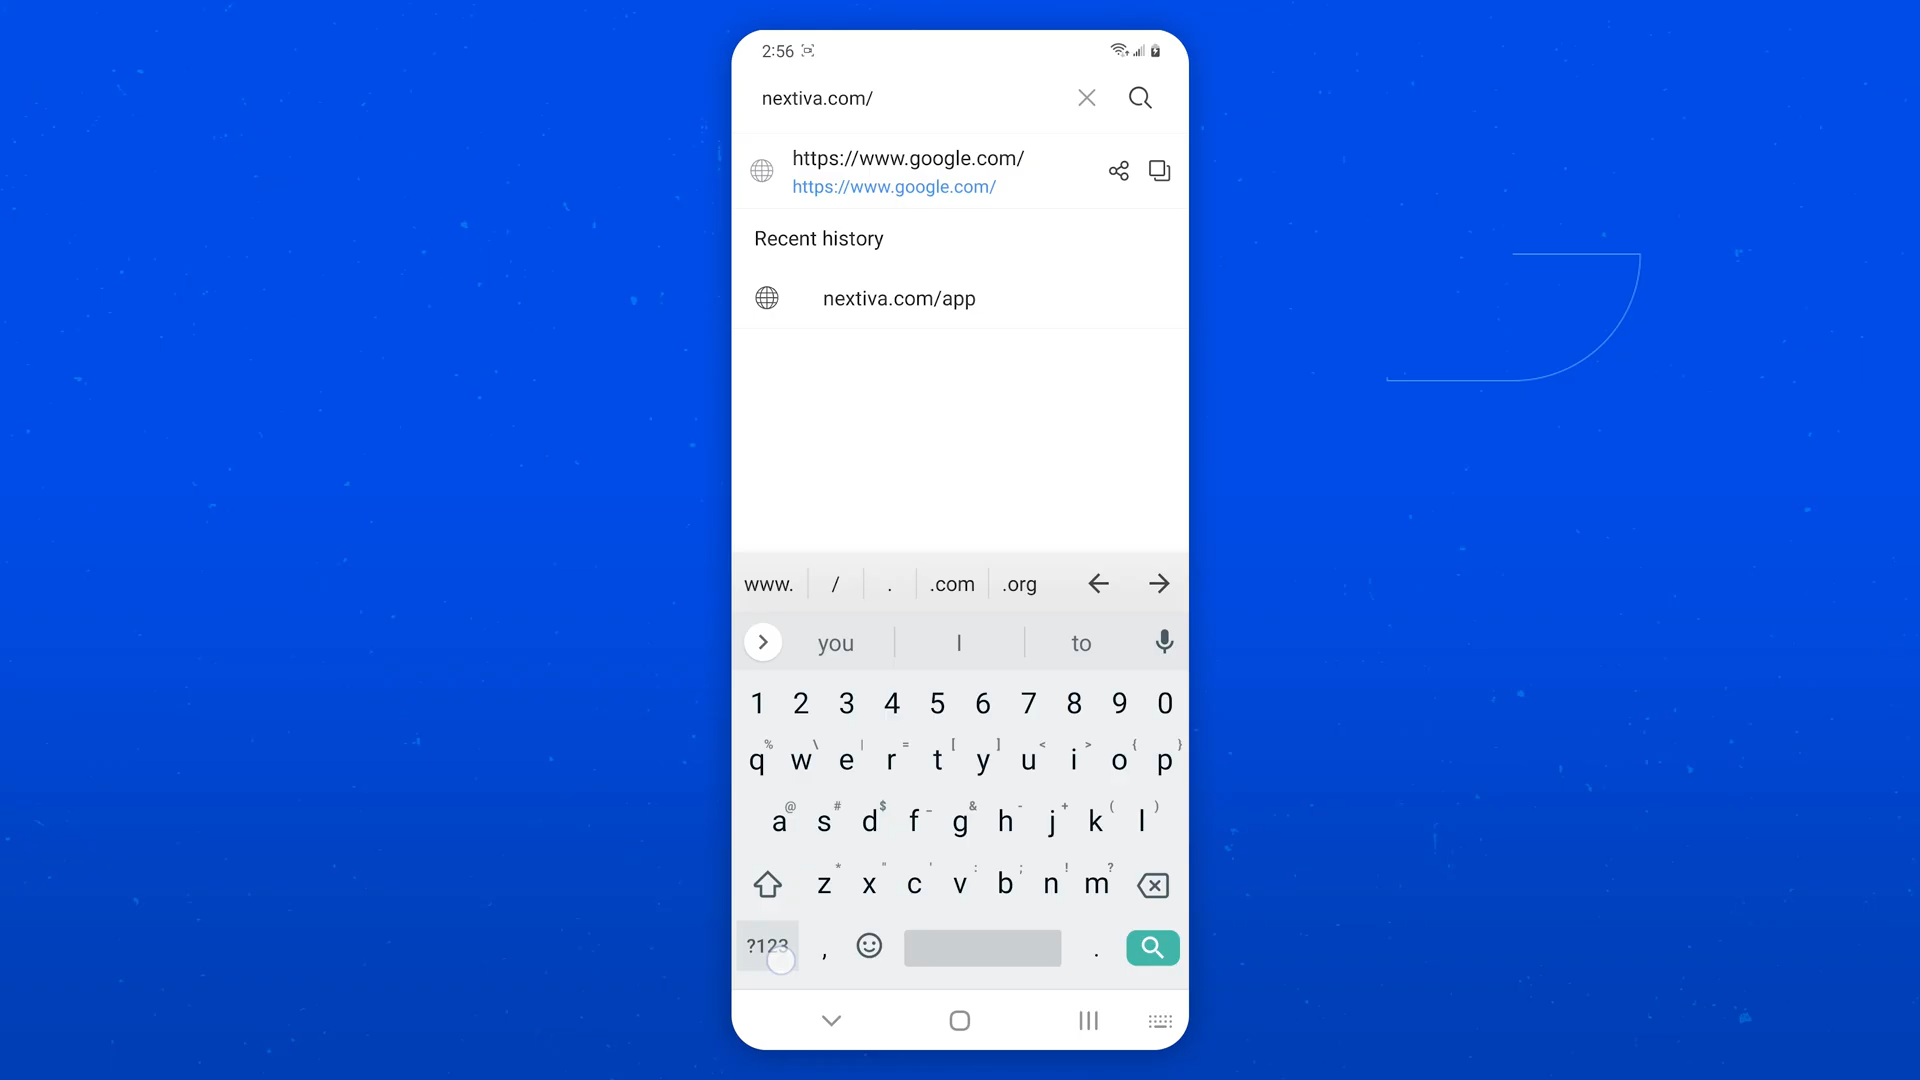 2:56
nextiva.com/
https://www.google.com/
https://www.google.com/
Recent history
nextiva.com/app
www. / . .com .org
you I to
1 2 3 4 5 6 7 8 9 0
% \ | = [ ] < > { }
q w e r t y u i o p
@ # $ _ & - + ( )
a s d f g h j k l
* " ' : ; ! ?
z x c v b n m
?123 , .